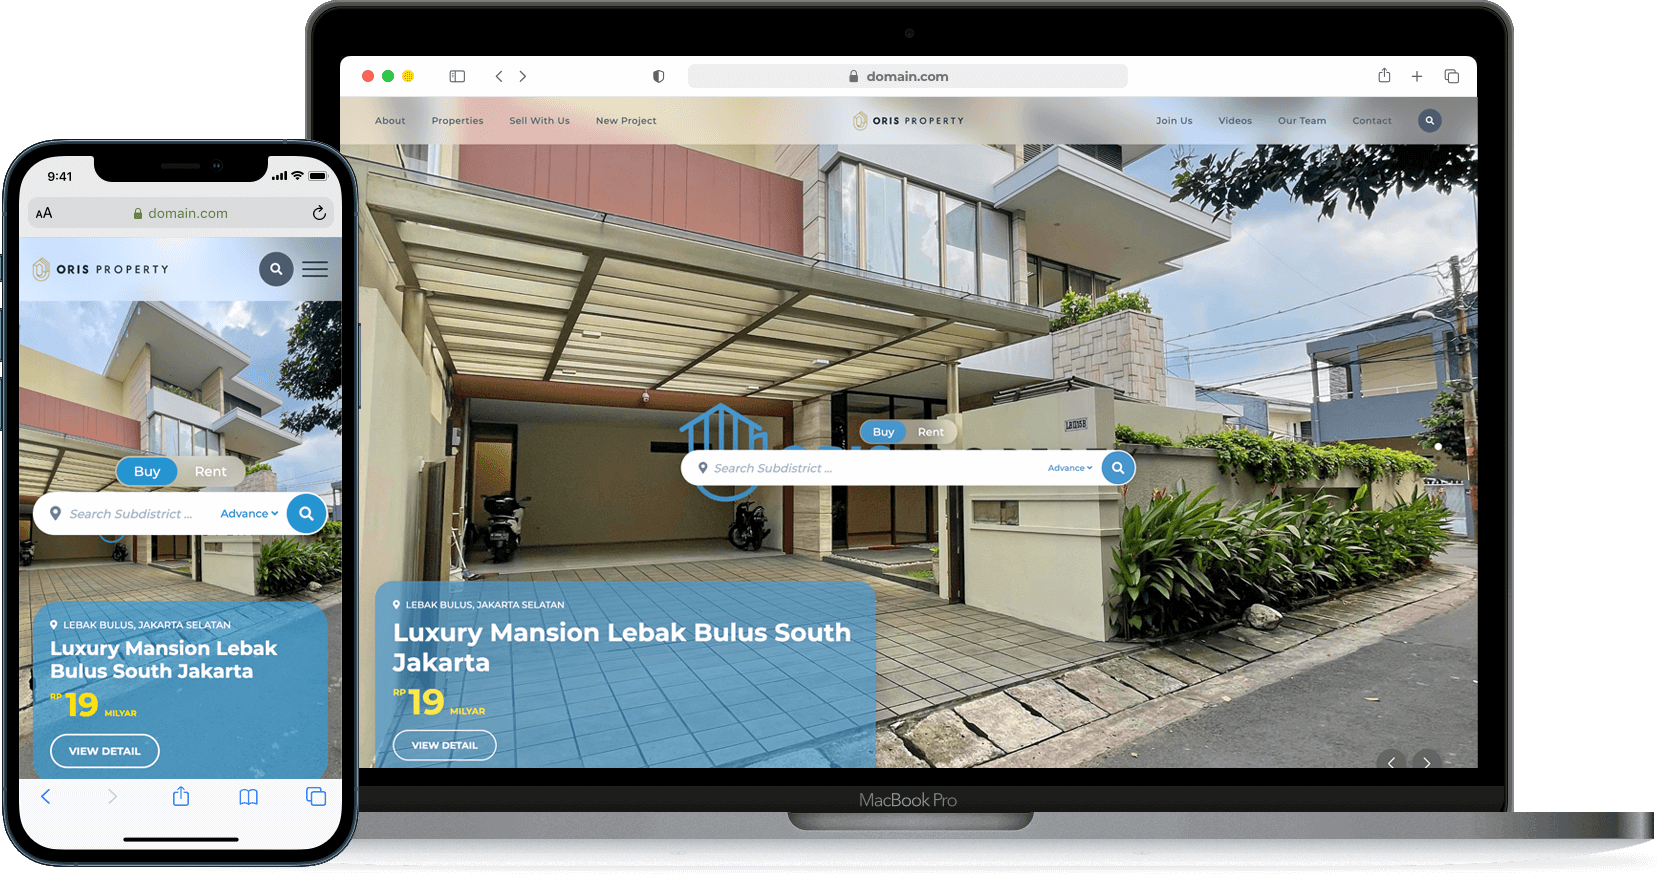 domain.com
About Properties Sell With Us New Project ORIS PROPERTY Join Us Videos Our Team Contact
Buy Rent
Search Subdistrict ... Advance
LEBAK BULUS, JAKARTA SELATAN
Luxury Mansion Lebak Bulus South
Jakarta
RP 19 MILYAR
VIEW DETAIL
MacBook Pro
9:41
AA domain.com
ORIS PROPERTY
Buy Rent
Search Subdistrict ... Advance
LEBAK BULUS, JAKARTA SELATAN
Luxury Mansion Lebak
Bulus South Jakarta
RP 19 MILYAR
VIEW DETAIL